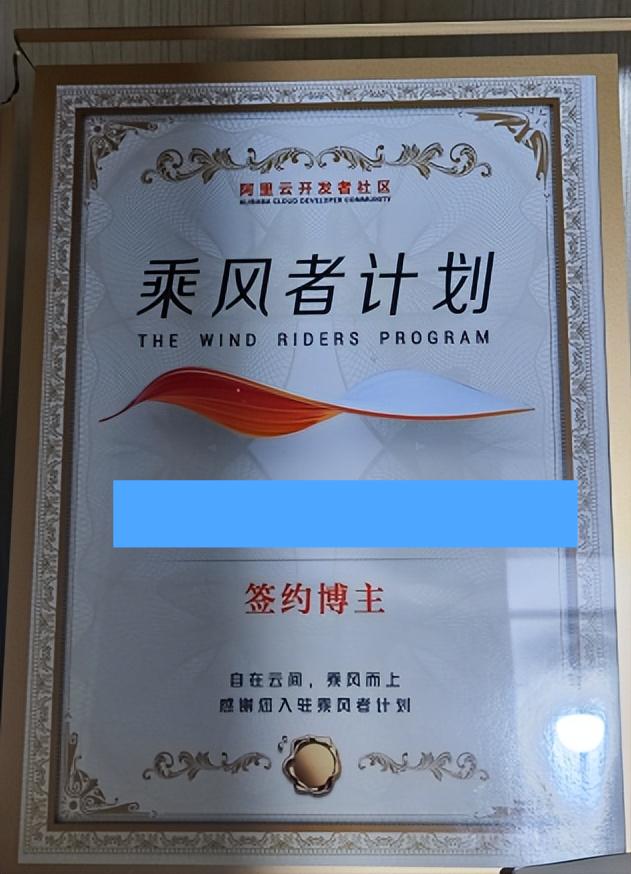 阿里云开发者社区
ALIBABA CLOUD DEVELOPER COMMUNITY
乘风者计划
THE WIND RIDERS PROGRAM
签约博主
自在云间，乘风而上
感谢您入驻乘风者计划